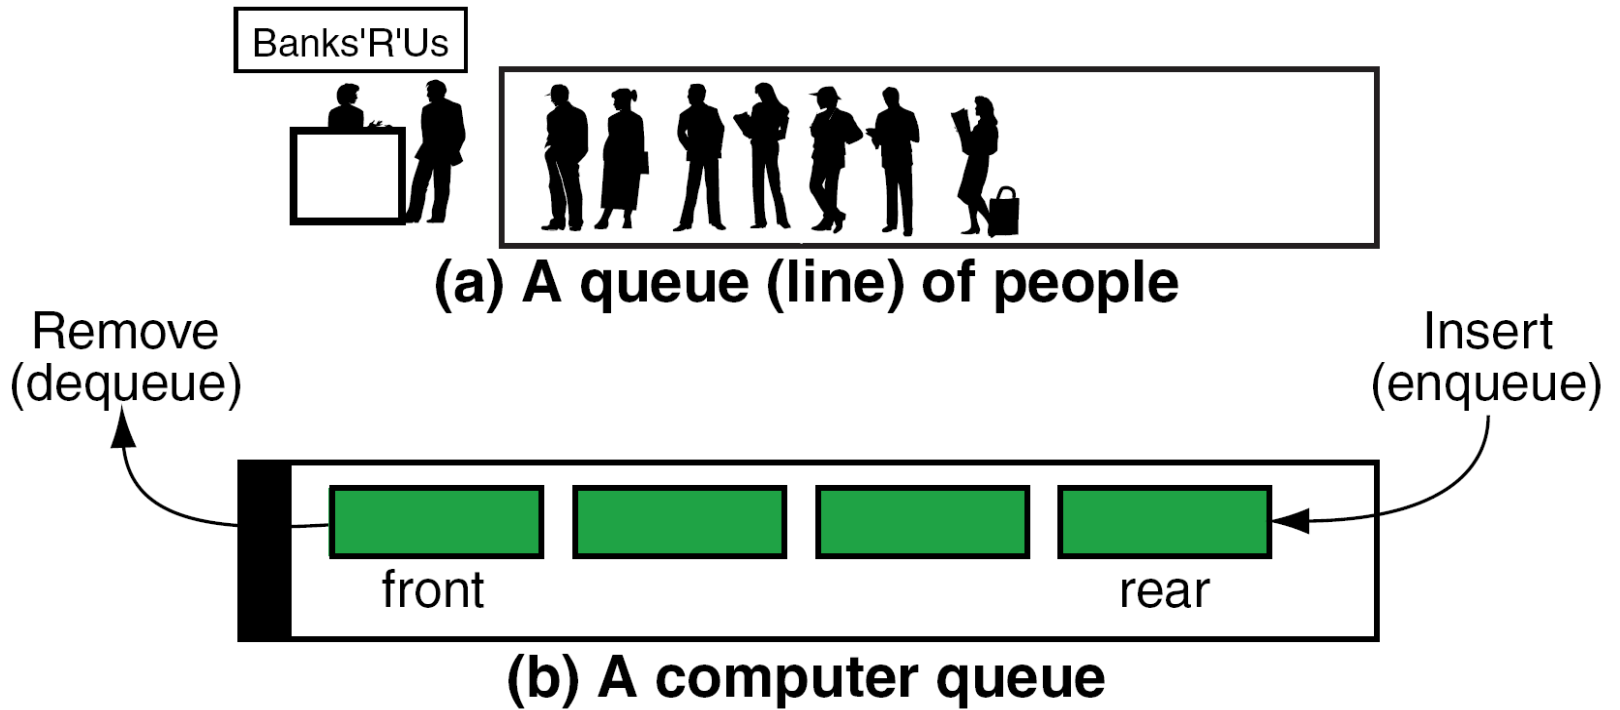 Banks'R'Us
(a) A queue (line) of people
Remove
(dequeue)
Insert
(enqueue)
front
rear
(b) A computer queue